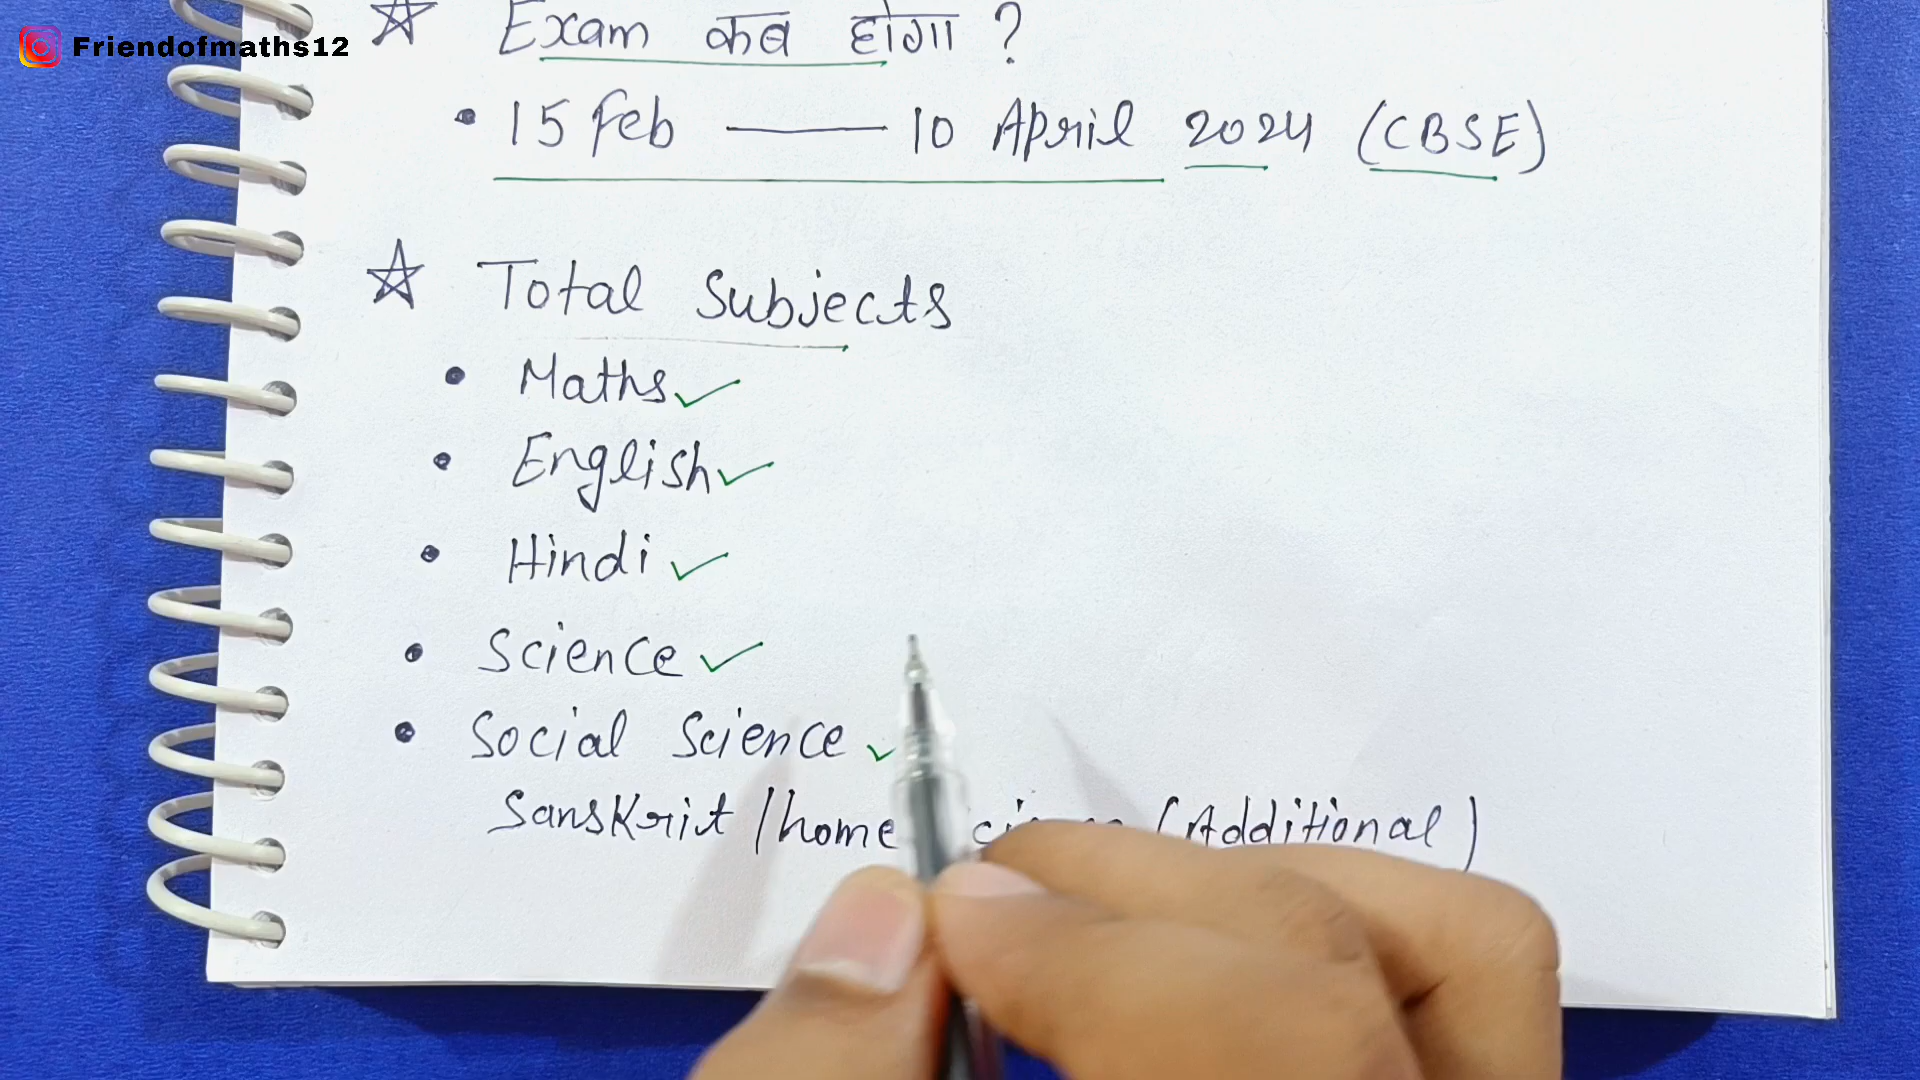 Friendofmaths12
☆ Exam कब होगा ?
• 15 Feb —— 10 April 2024 (CBSE)
☆ Total Subjects
• Maths ✓
• English ✓
• Hindi ✓
• Science ✓
• Social Science ✓
Sanskrit / home (Additional)